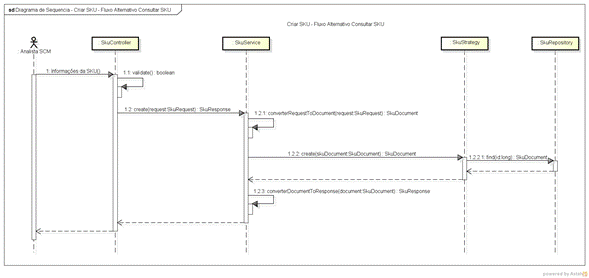 sd Diagrama de Sequencia - Criar SKU - Fluxo Alternativo Consultar SKU
Criar SKU - Fluxo Alternativo Consultar SKU
SkuController
SkuService
SkuStrategy
SkuRepository
Analista SCM
1: Informações da SKU()
1.1: validate() : boolean
1.2: create(request:SkuRequest) : SkuResponse
1.2.1: converterRequestToDocument(request:SkuRequest) : SkuDocument
1.2.2: create(skuDocument:SkuDocument) : SkuDocument
1.2.2.1: find(id:long) : SkuDocument
1.2.3: converterDocumentToResponse(document:SkuDocument) : SkuResponse
powered by Astah